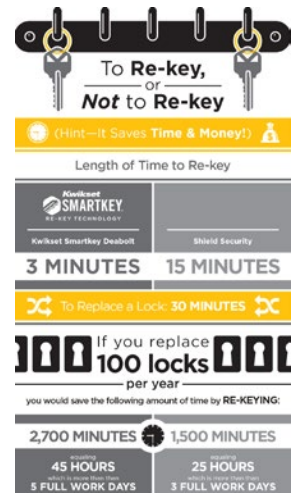 To Re-key,
or
Not to Re-key
(Hint—It Saves Time & Money!)
Length of Time to Re-key
Kwikset
SMARTKEY
RE-KEY TECHNOLOGY
Kwikset Smartkey Deabolt
Shield Security
3 MINUTES
15 MINUTES
To Replace a Lock: 30 MINUTES
If you replace
100 locks
per year
you would save the following amount of time by RE-KEYING:
2,700 MINUTES
1,500 MINUTES
equaling
45 HOURS
which is more than than
5 FULL WORK DAYS
equaling
25 HOURS
which is more than than
3 FULL WORK DAYS